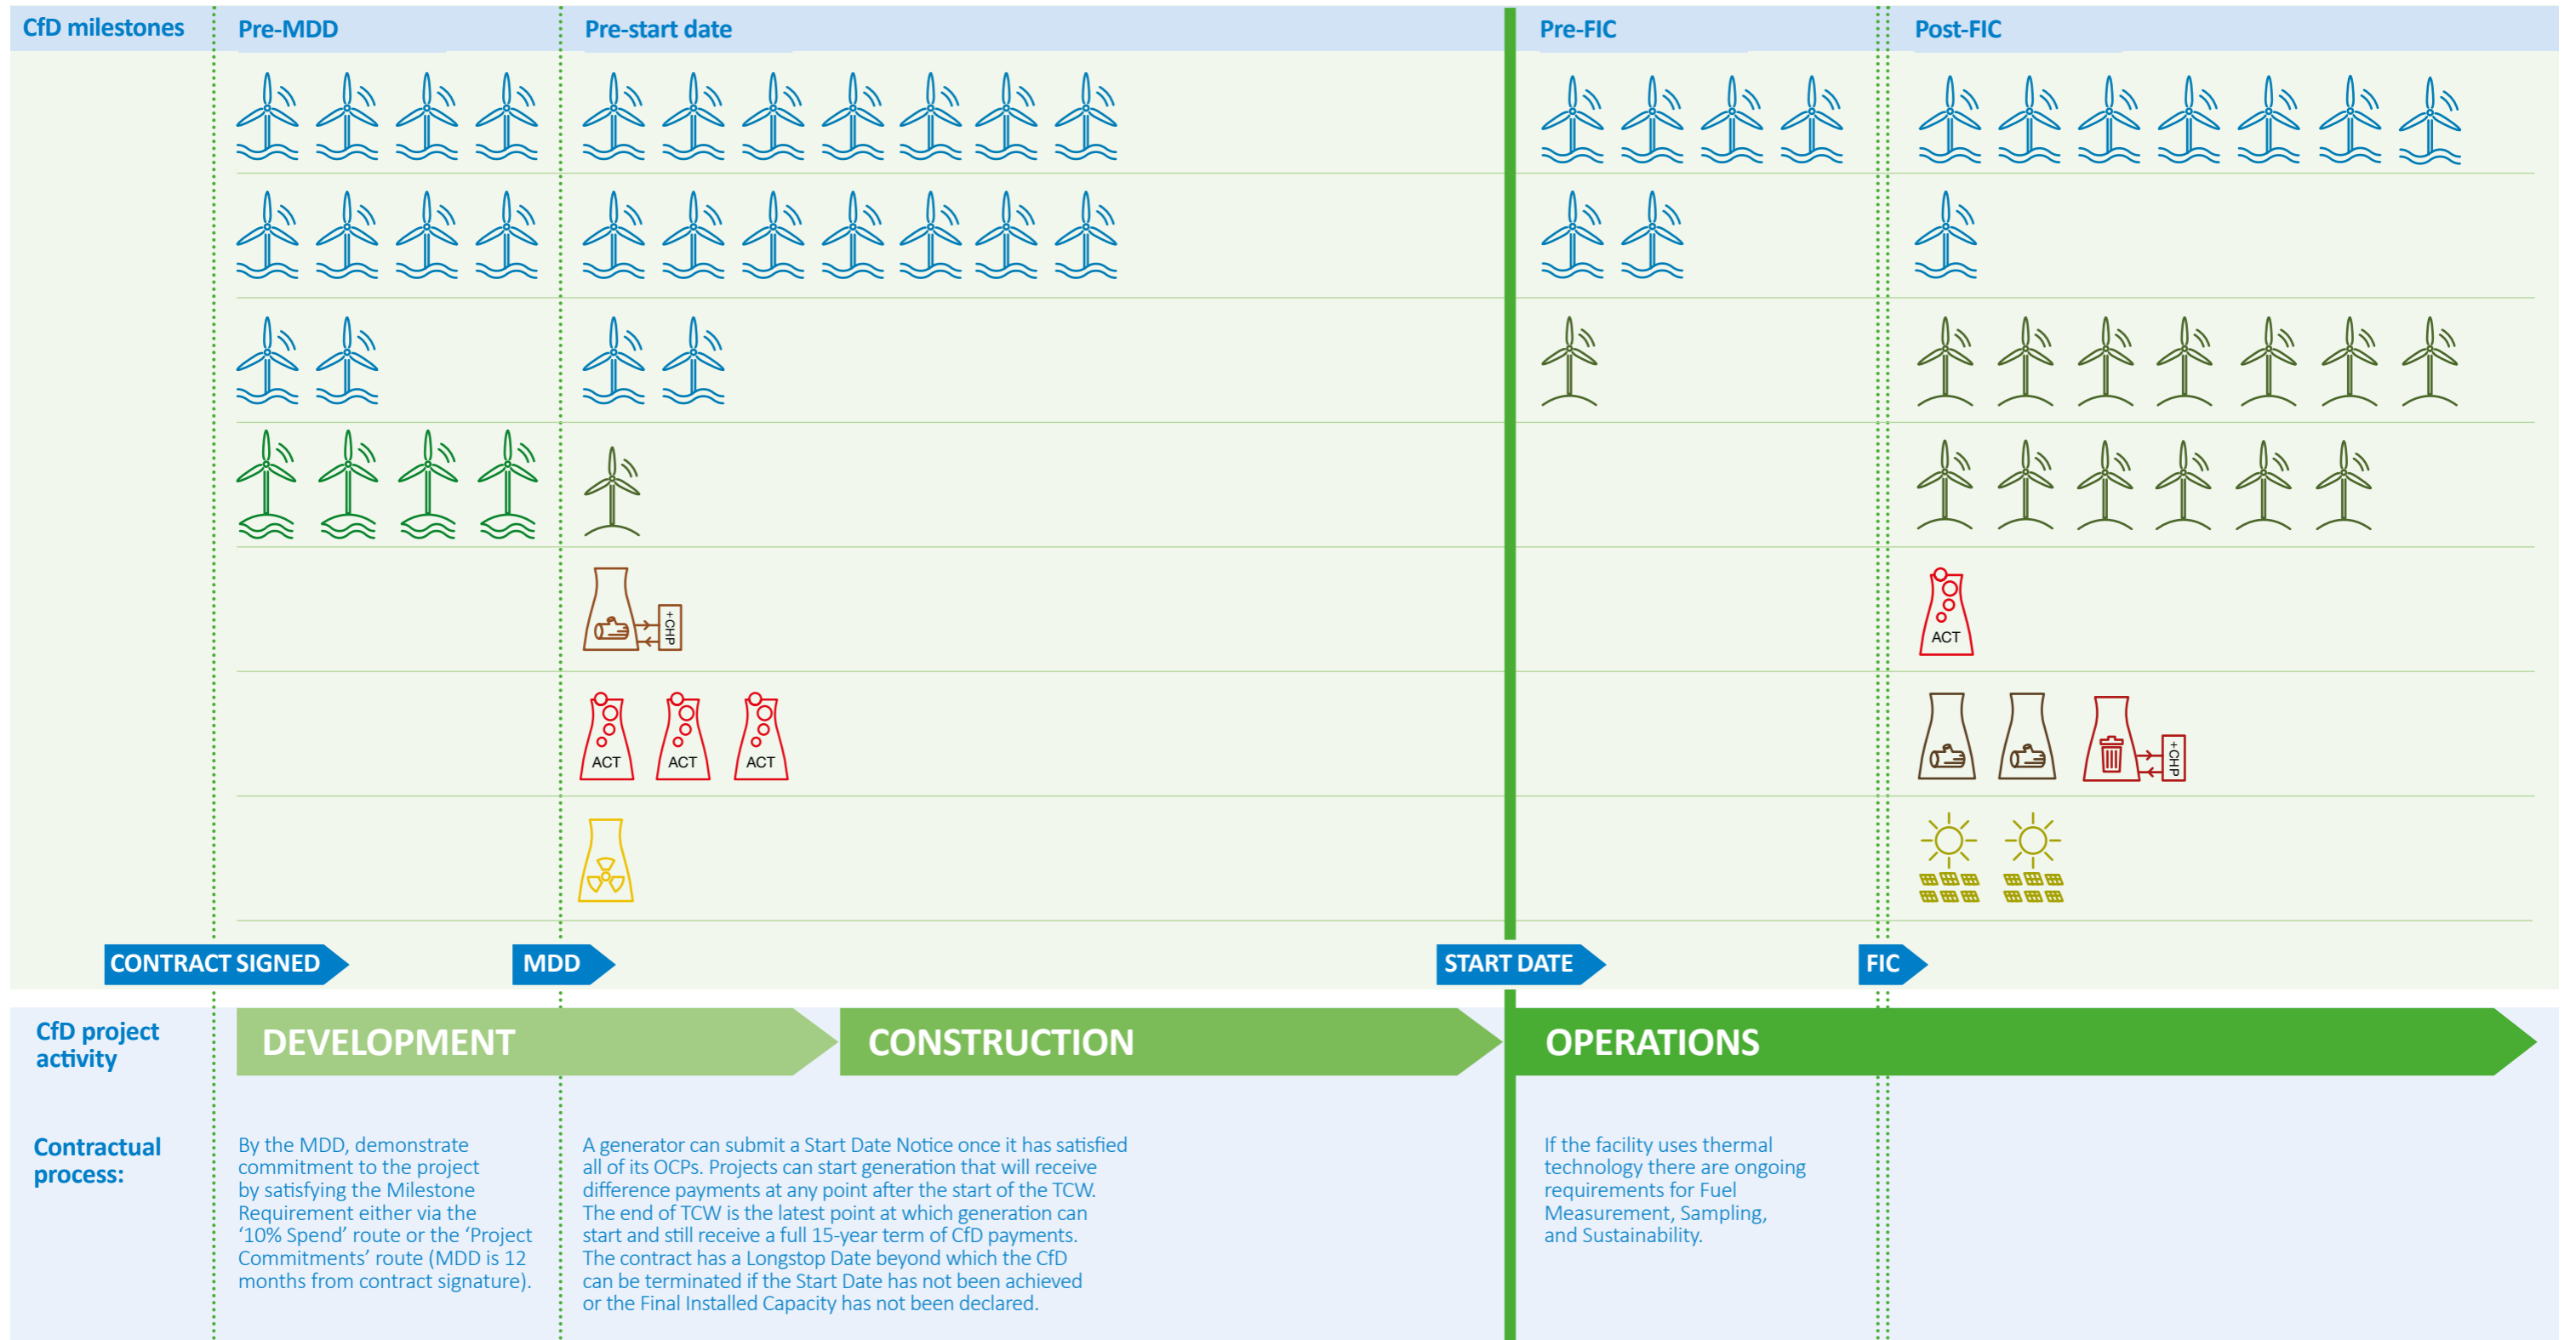 CfD milestones
Pre-MDD
Pre-start date
Pre-FIC
Post-FIC
+CHP
ACT
ACT
ACT
ACT
+CHP
CONTRACT SIGNED
MDD
START DATE
FIC
CfD project
activity
DEVELOPMENT
CONSTRUCTION
OPERATIONS
Contractual
process:
By the MDD, demonstrate
commitment to the project
by satisfying the Milestone
Requirement either via the
‘10% Spend’ route or the ‘Project
Commitments’ route (MDD is 12
months from contract signature).
A generator can submit a Start Date Notice once it has satisfied
all of its OCPs. Projects can start generation that will receive
difference payments at any point after the start of the TCW.
The end of TCW is the latest point at which generation can
start and still receive a full 15-year term of CfD payments.
The contract has a Longstop Date beyond which the CfD
can be terminated if the Start Date has not been achieved
or the Final Installed Capacity has not been declared.
If the facility uses thermal
technology there are ongoing
requirements for Fuel
Measurement, Sampling,
and Sustainability.